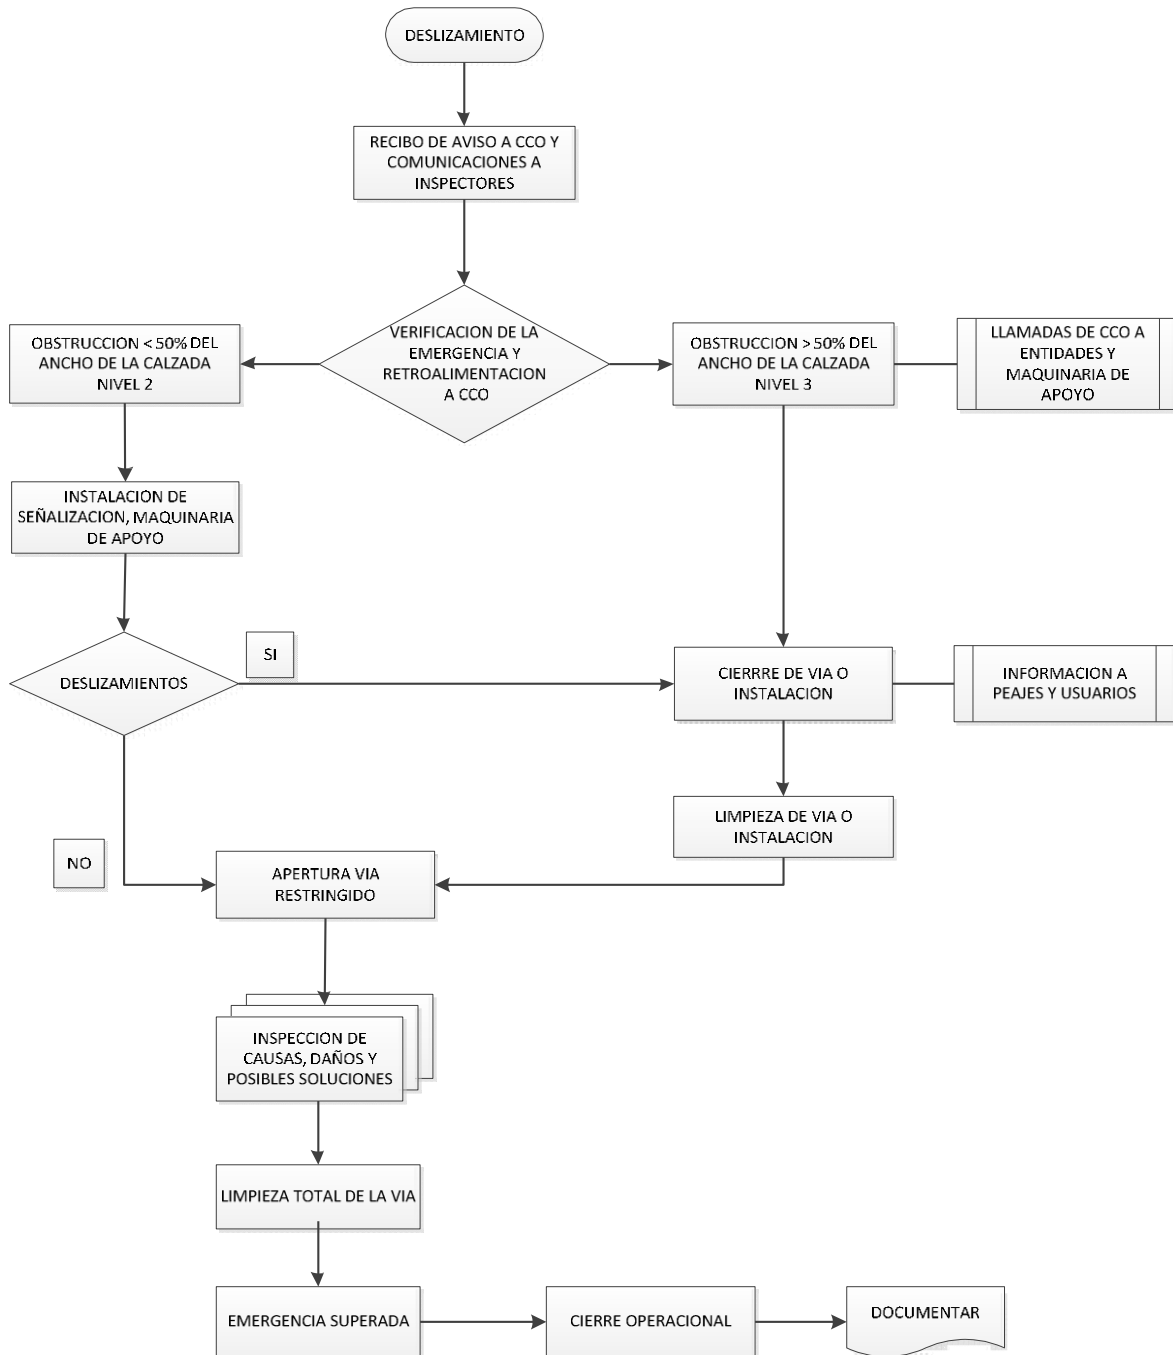 DESLIZAMIENTO
RECIBO DE AVISO A CCO Y
COMUNICACIONES A
INSPECTORES
VERIFICACION DE LA
EMERGENCIA Y
RETROALIMENTACION
A CCO
OBSTRUCCION < 50% DEL
ANCHO DE LA CALZADA
NIVEL 2
OBSTRUCCION > 50% DEL
ANCHO DE LA CALZADA
NIVEL 3
LLAMADAS DE CCO A
ENTIDADES Y
MAQUINARIA DE
APOYO
INSTALACION DE
SEÑALIZACION, MAQUINARIA
DE APOYO
DESLIZAMIENTOS
SI
CIERRRE DE VIA O
INSTALACION
INFORMACION A
PEAJES Y USUARIOS
LIMPIEZA DE VIA O
INSTALACION
NO
APERTURA VIA
RESTRINGIDO
INSPECCION DE
CAUSAS, DAÑOS Y
POSIBLES SOLUCIONES
LIMPIEZA TOTAL DE LA VIA
EMERGENCIA SUPERADA
CIERRE OPERACIONAL
DOCUMENTAR